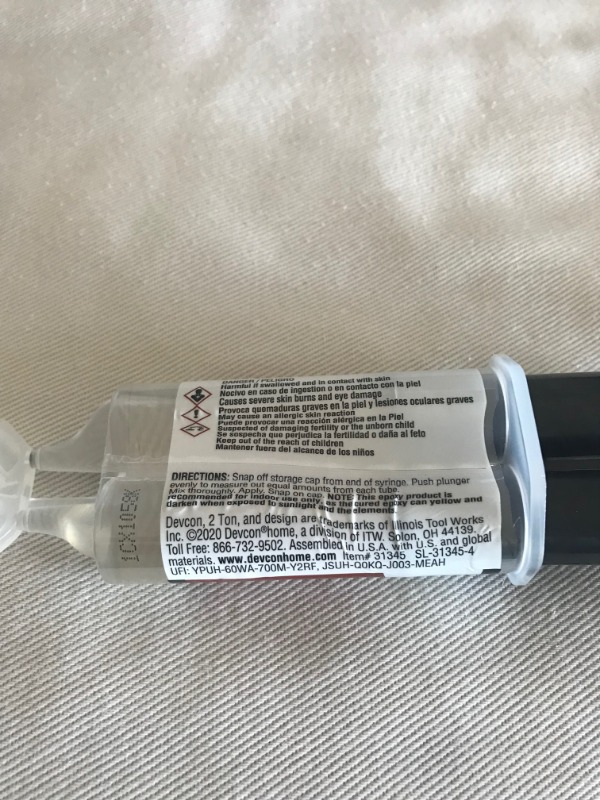 DANGER / PELIGRO
Harmful if swallowed and in contact with skin
Nocivo en caso de ingestion o en contacto con la piel
Causes severe skin burns and eye damage
Provoca quemaduras graves en la piel y lesiones oculares graves
May cause an allergic skin reaction
Puede provocar una reacción alérgica en la Piel
Suspected of damaging fertility or the unborn child
Se sospecha que perjudica la fertilidad o daña al feto
Keep out of the reach of children
Mantener fuera del alcance de los niños
DIRECTIONS: Snap off storage cap from end of syringe. Push plunger
evenly to measure out equal amounts from each tube.
Mix thoroughly. Apply. Snap on cap. NOTE: This epoxy product is
recommended for indoor use only, as the cured epoxy can yellow and
darken when exposed to sunlight and the elements.
Devcon, 2 Ton, and design are trademarks of Illinois Tool Works
Inc. ©2020 Devcon®home, a division of ITW. Solon, OH 44139.
Toll Free: 866-732-9502. Assembled in U.S.A. with U.S. and global
materials. www.devconhome.com Item# 31345 SL-31345-4
UFI: YPUH-60WA-700M-Y2RF, JSUH-Q0KQ-J003-MEAH
1CX1058K